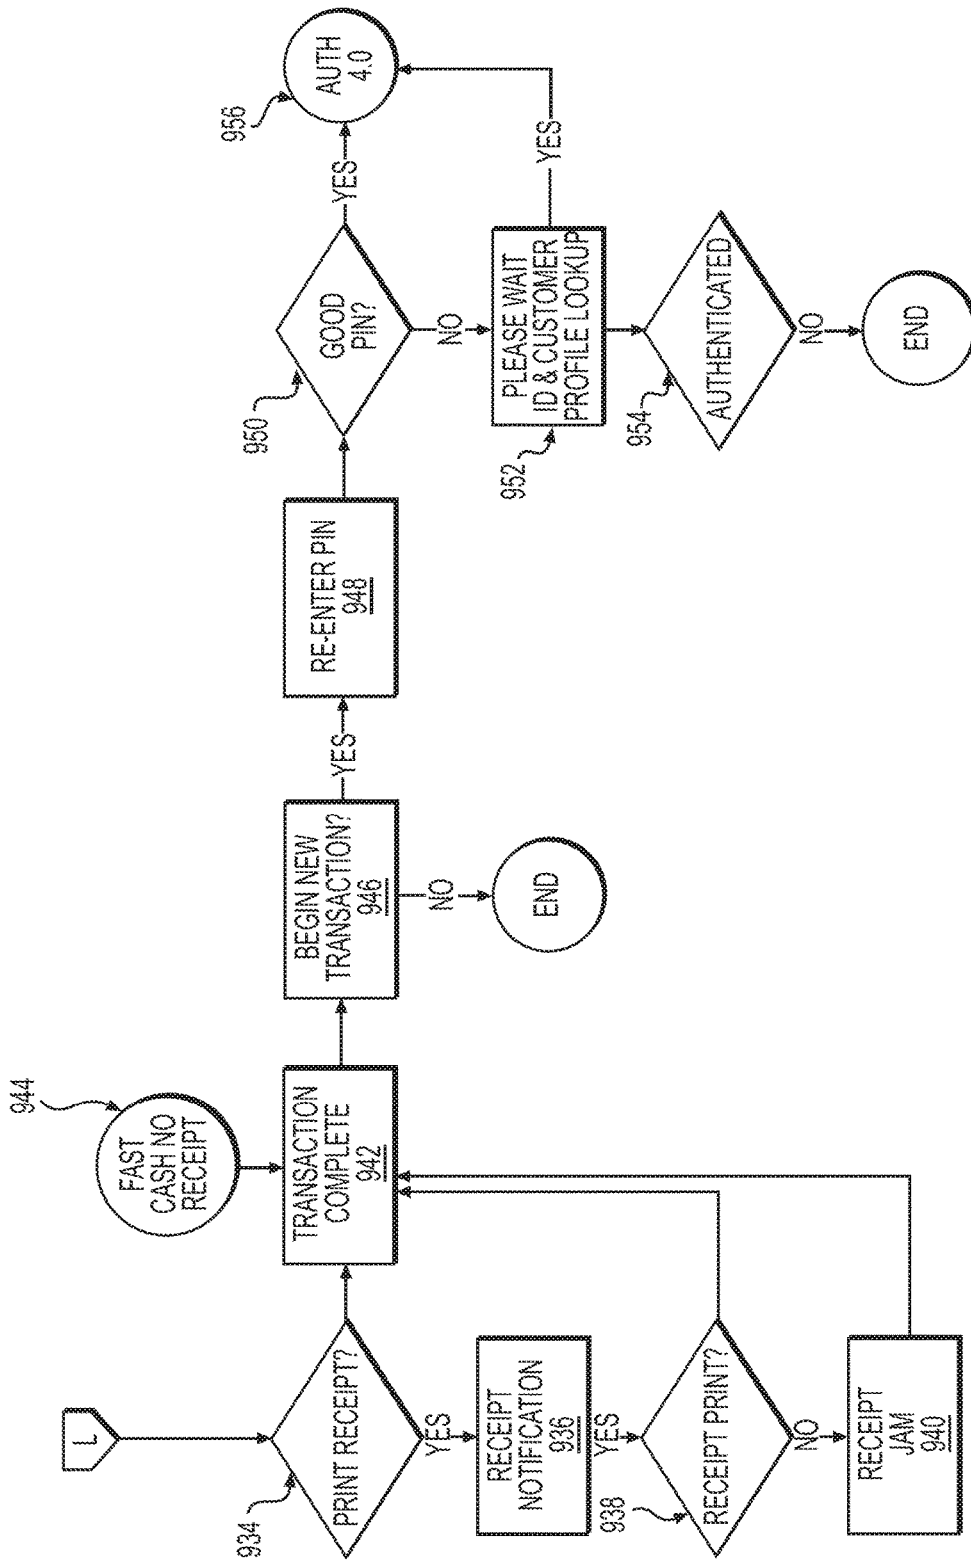 L
934
PRINT RECEIPT?
YES
RECEIPT
NOTIFICATION
936
YES
938
RECEIPT PRINT?
NO
RECEIPT
JAM
940
944
FAST
CASH NO
RECEIPT
TRANSACTION
COMPLETE
942
BEGIN NEW
TRANSACTION?
946
NO
END
YES
RE-ENTER PIN
948
950
GOOD
PIN?
YES
956
AUTH
4.0
NO
952
PLEASE WAIT
ID & CUSTOMER
PROFILE LOOKUP
YES
954
AUTHENTICATED
NO
END